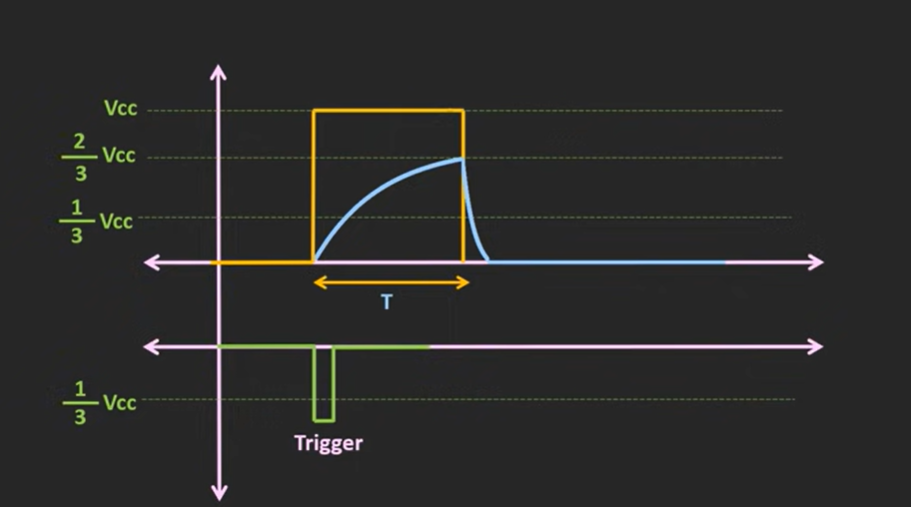 Vcc
2/3 Vcc
1/3 Vcc
T
1/3 Vcc
Trigger